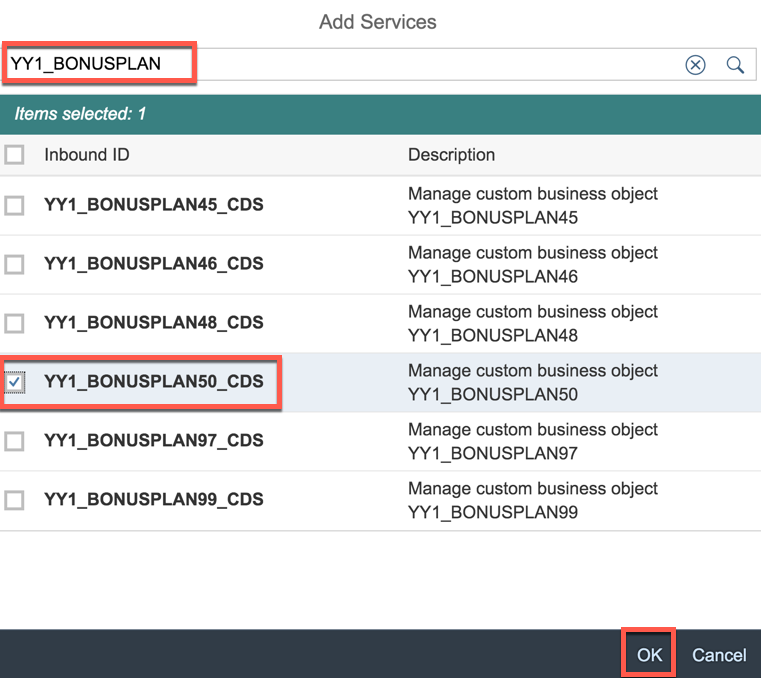 Add Services
YY1_BONUSPLAN
Items selected: 1
Inbound ID Description
YY1_BONUSPLAN45_CDS Manage custom business object
YY1_BONUSPLAN45
YY1_BONUSPLAN46_CDS Manage custom business object
YY1_BONUSPLAN46
YY1_BONUSPLAN48_CDS Manage custom business object
YY1_BONUSPLAN48
YY1_BONUSPLAN50_CDS Manage custom business object
YY1_BONUSPLAN50
YY1_BONUSPLAN97_CDS Manage custom business object
YY1_BONUSPLAN97
YY1_BONUSPLAN99_CDS Manage custom business object
YY1_BONUSPLAN99
OK Cancel